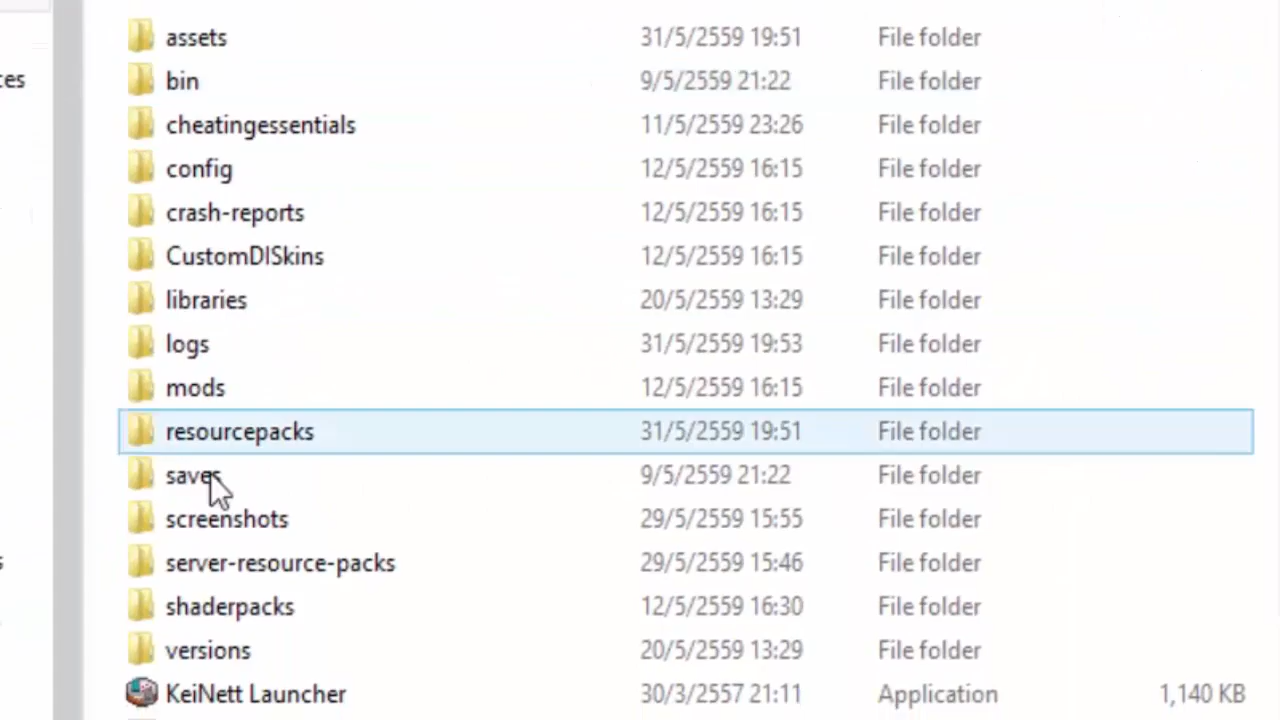 assets 31/5/2559 19:51 File folder
ces
bin 9/5/2559 21:22 File folder
cheatingessentials 11/5/2559 23:26 File folder
config 12/5/2559 16:15 File folder
crash-reports 12/5/2559 16:15 File folder
CustomDISkins 12/5/2559 16:15 File folder
libraries 20/5/2559 13:29 File folder
logs 31/5/2559 19:53 File folder
mods 12/5/2559 16:15 File folder
resourcepacks 31/5/2559 19:51 File folder
saves 9/5/2559 21:22 File folder
screenshots 29/5/2559 15:55 File folder
server-resource-packs 29/5/2559 15:46 File folder
shaderpacks 12/5/2559 16:30 File folder
versions 20/5/2559 13:29 File folder
KeiNett Launcher 30/3/2557 21:11 Application 1,140 KB